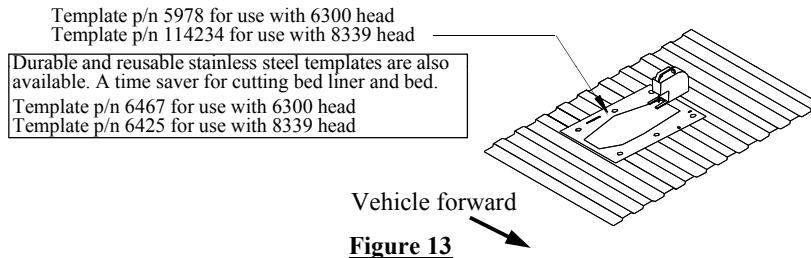 Template p/n 5978 for use with 6300 head
Template p/n 114234 for use with 8339 head
Durable and reusable stainless steel templates are also
available. A time saver for cutting bed liner and bed.
Template p/n 6467 for use with 6300 head
Template p/n 6425 for use with 8339 head
Vehicle forward
Figure 13